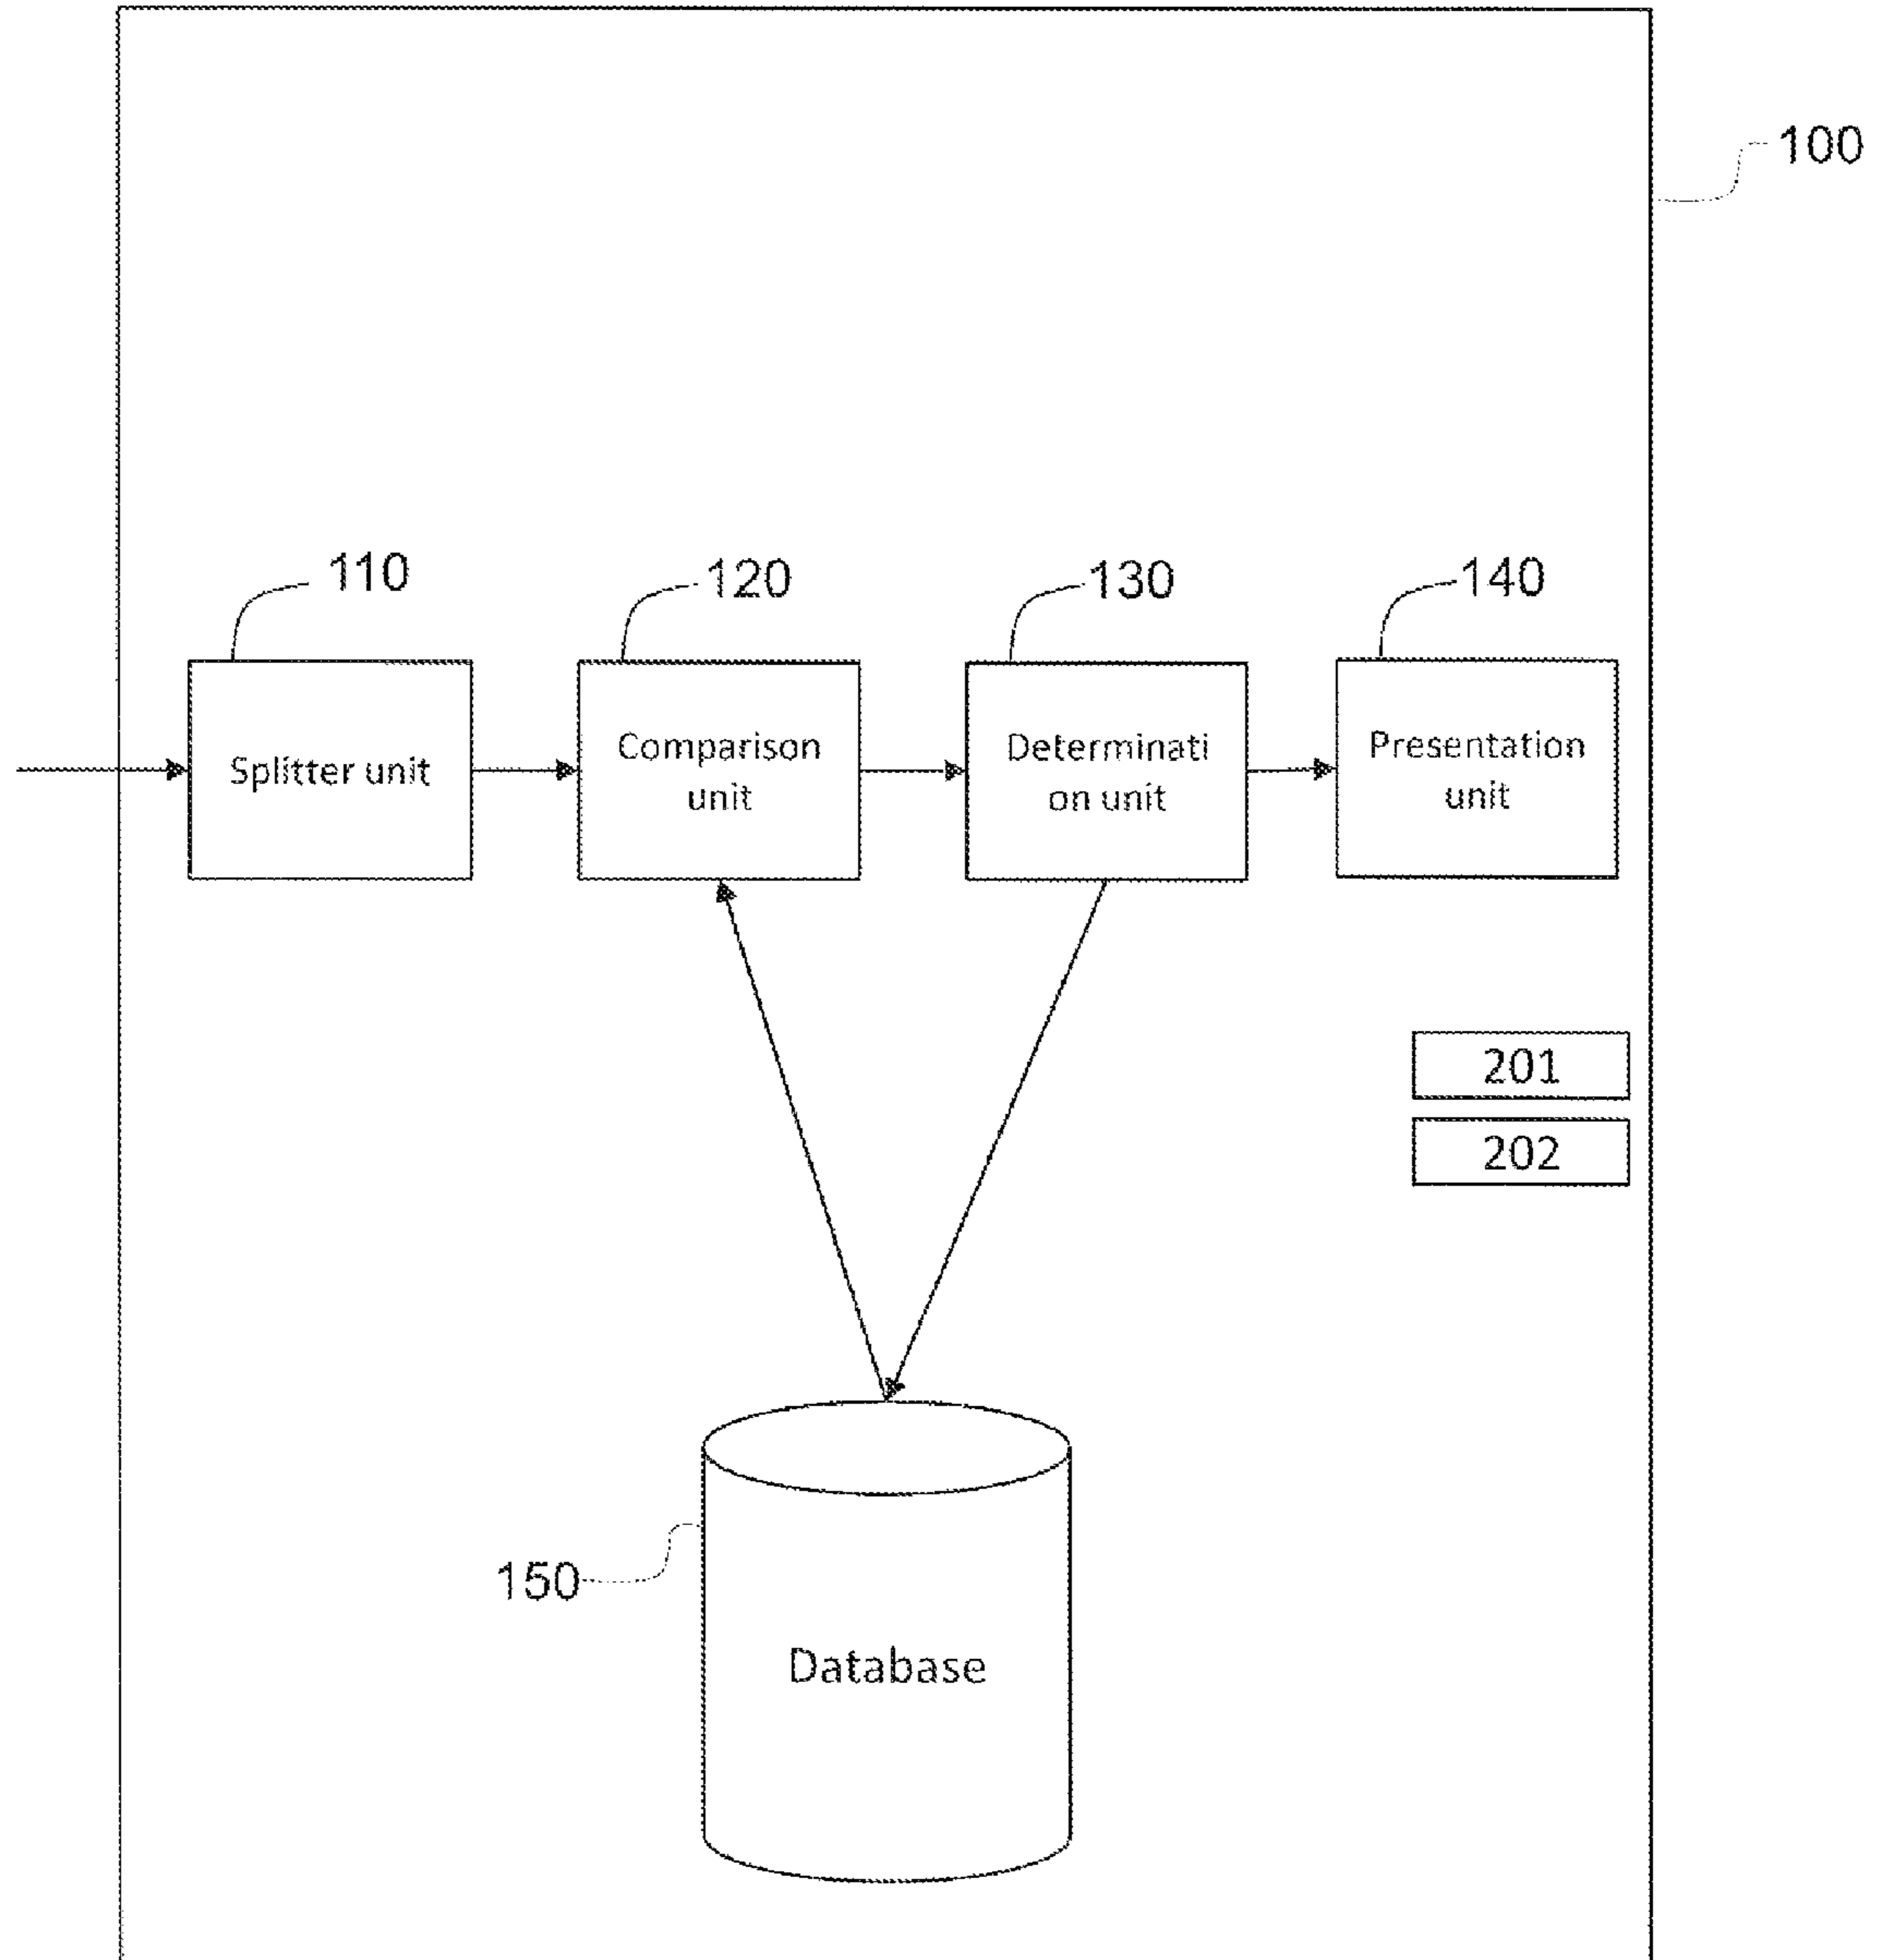 100
110
120
130
140
Splitter unit
Comparison
unit
Determinati
on unit
Presentation
unit
201
202
150
Database